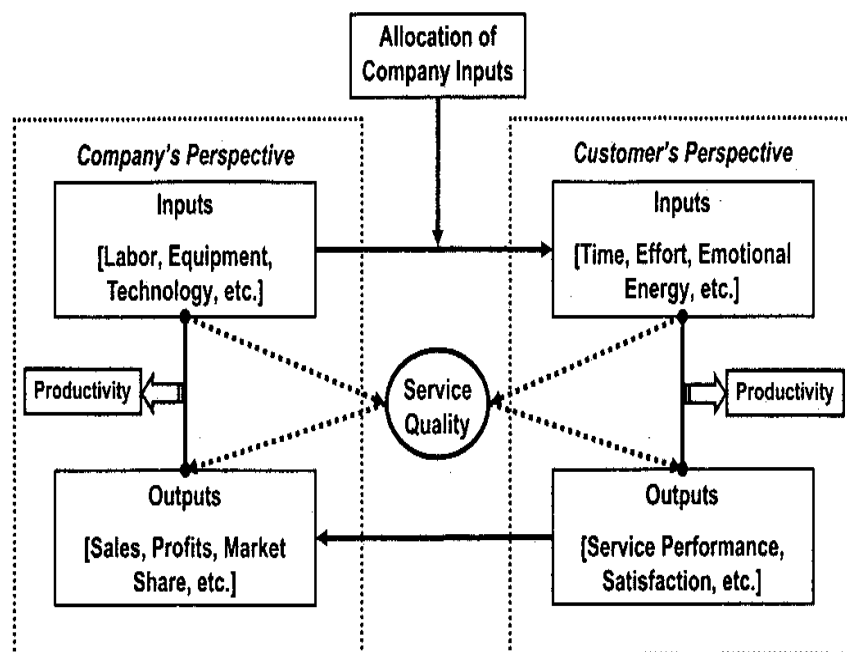 Allocation of
Company Inputs
Company's Perspective
Inputs
[Labor, Equipment,
Technology, etc.]
Customer's Perspective
Inputs
[Time, Effort, Emotional
Energy, etc.]
Productivity
Service
Quality
Productivity
Outputs
[Sales, Profits, Market
Share, etc.]
Outputs
[Service Performance,
Satisfaction, etc.]